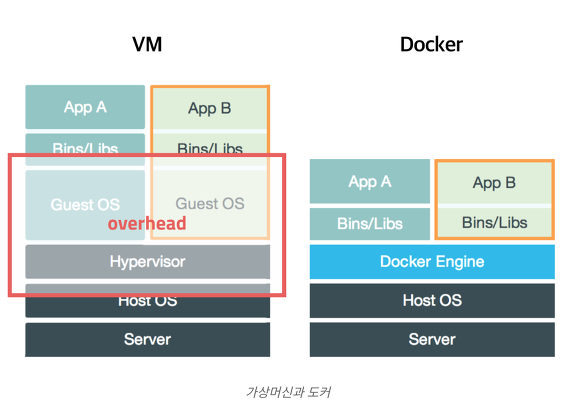 VM
App A
App B
Bins/Libs
Bins/Libs
Guest OS
Guest OS
overhead
Hypervisor
Host OS
Server
Docker
App A
App B
Bins/Libs
Bins/Libs
Docker Engine
Host OS
Server
가상머신과 도커